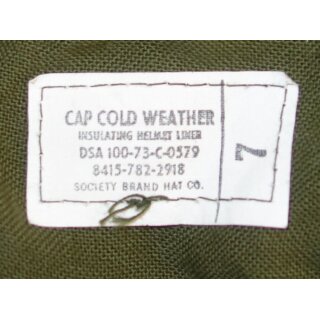 CAP COLD WEATHER
INSULATING HELMET LINER
DSA 100-73-C-0579
8415-782-2918
SOCIETY BRAND HAT CO.
7